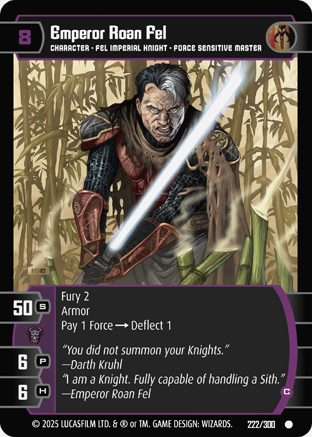 8
Emperor Roan Fel
CHARACTER • FEL IMPERIAL KNIGHT • FORCE SENSITIVE MASTER
50 S
6 P
6 H
Fury 2
Armor
Pay 1 Force → Deflect 1
“You did not summon your Knights.”
—Darth Kruhl
“I am a Knight. Fully capable of handling a Sith.”
—Emperor Roan Fel
C
© 2025 LUCASFILM LTD. & ® or TM. GAME DESIGN: WIZARDS.
222/300